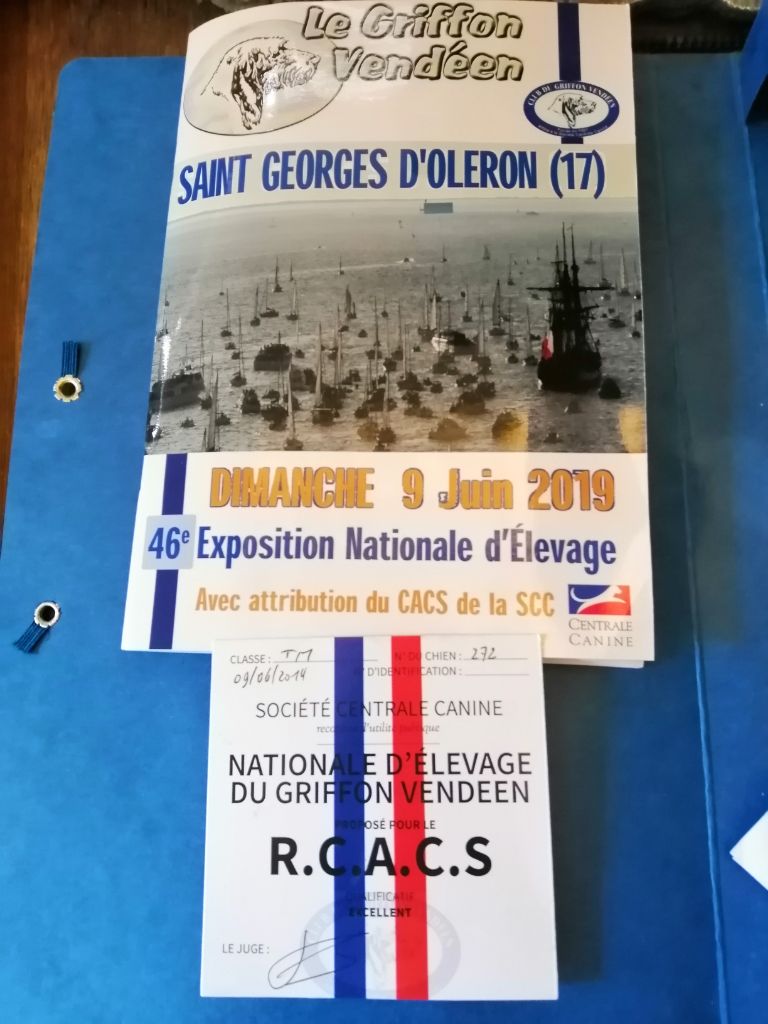 Le Griffon
Vendéen
CLUB DU GRIFFON VENDÉEN
SAINT GEORGES D'OLERON (17)
DIMANCHE 9 Juin 2019
46e Exposition Nationale d'Élevage
Avec attribution du CACS de la SCC
CENTRALE
CANINE
CLASSE : TM N° DU CHIEN : 272
09/06/2019 N° D'IDENTIFICATION :
SOCIÉTÉ CENTRALE CANINE
reconnue d'utilité publique
NATIONALE D'ÉLEVAGE
DU GRIFFON VENDEEN
PROPOSÉ POUR LE
R.C.A.C.S
QUALIFICATIF
EXCELLENT
LE JUGE :